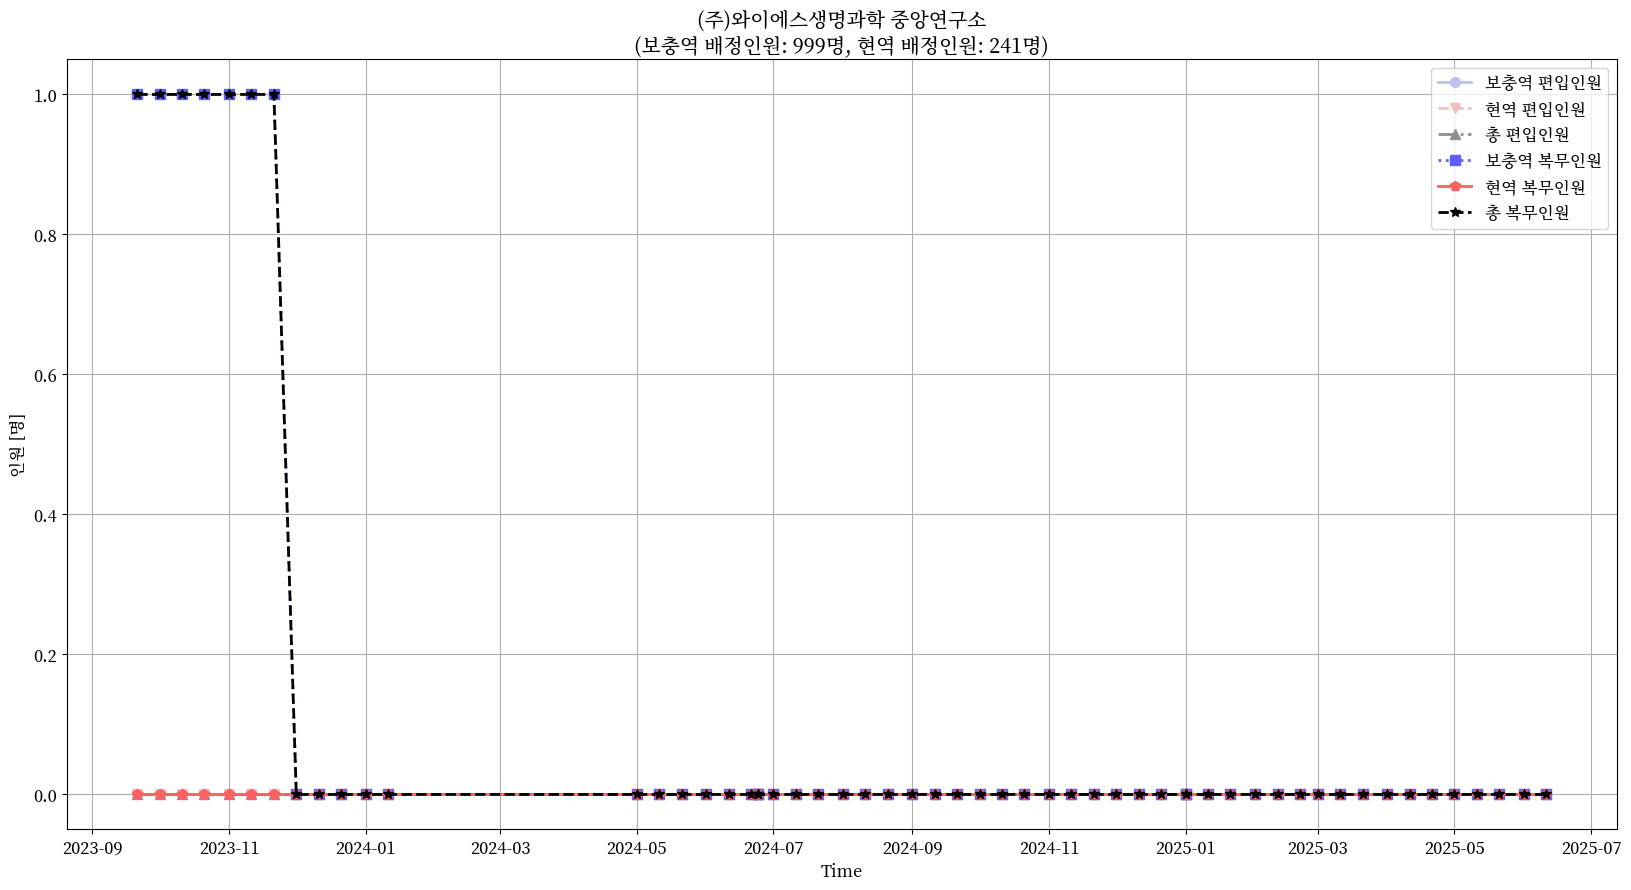 (주)와이에스생명과학 중앙연구소
(보충역 배정인원: 999명, 현역 배정인원: 241명)
보충역 편입인원
현역 편입인원
총 편입인원
보충역 복무인원
현역 복무인원
총 복무인원
인원 [명]
1.0
0.8
0.6
0.4
0.2
0.0
2023-09
2023-11
2024-01
2024-03
2024-05
2024-07
2024-09
2024-11
2025-01
2025-03
2025-05
2025-07
Time